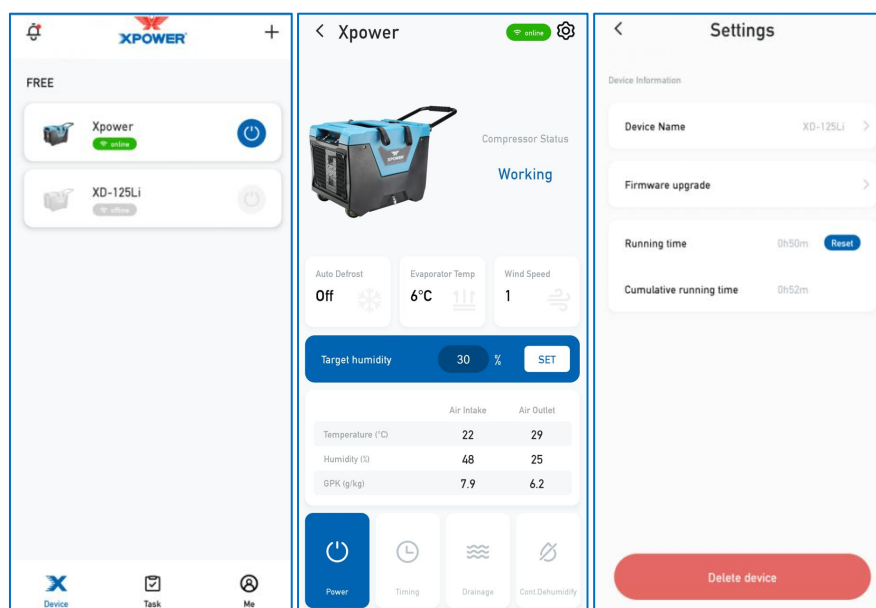 XPOWER
FREE
Xpower
online
XD-125Li
offline
Device
Task
Me
Xpower
online
XPOWER
Compressor Status
Working
Auto Defrost
Off
Evaporator Temp
6°C
Wind Speed
1
Target humidity 30 % SET
Air Intake Air Outlet
Temperature (°C) 22 29
Humidity (%) 48 25
GPK (g/kg) 7.9 6.2
Power
Timing
Drainage
Cont.Dehumidify
Settings
Device Information
Device Name XD-125Li
Firmware upgrade
Running time 0h50m Reset
Cumulative running time 0h52m
Delete device